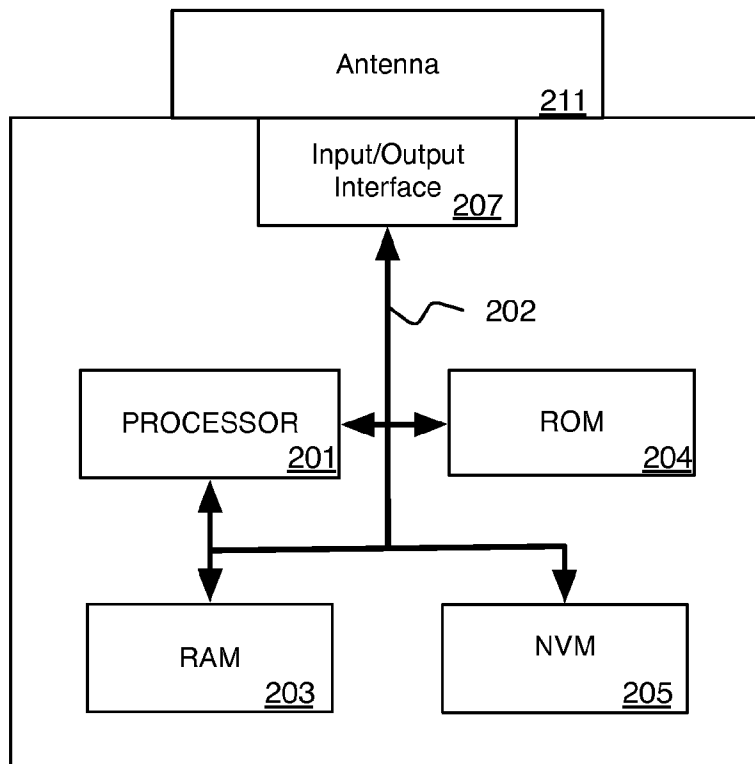 Antenna
211
Input/Output
Interface
207
202
PROCESSOR
201
ROM
204
RAM
203
NVM
205